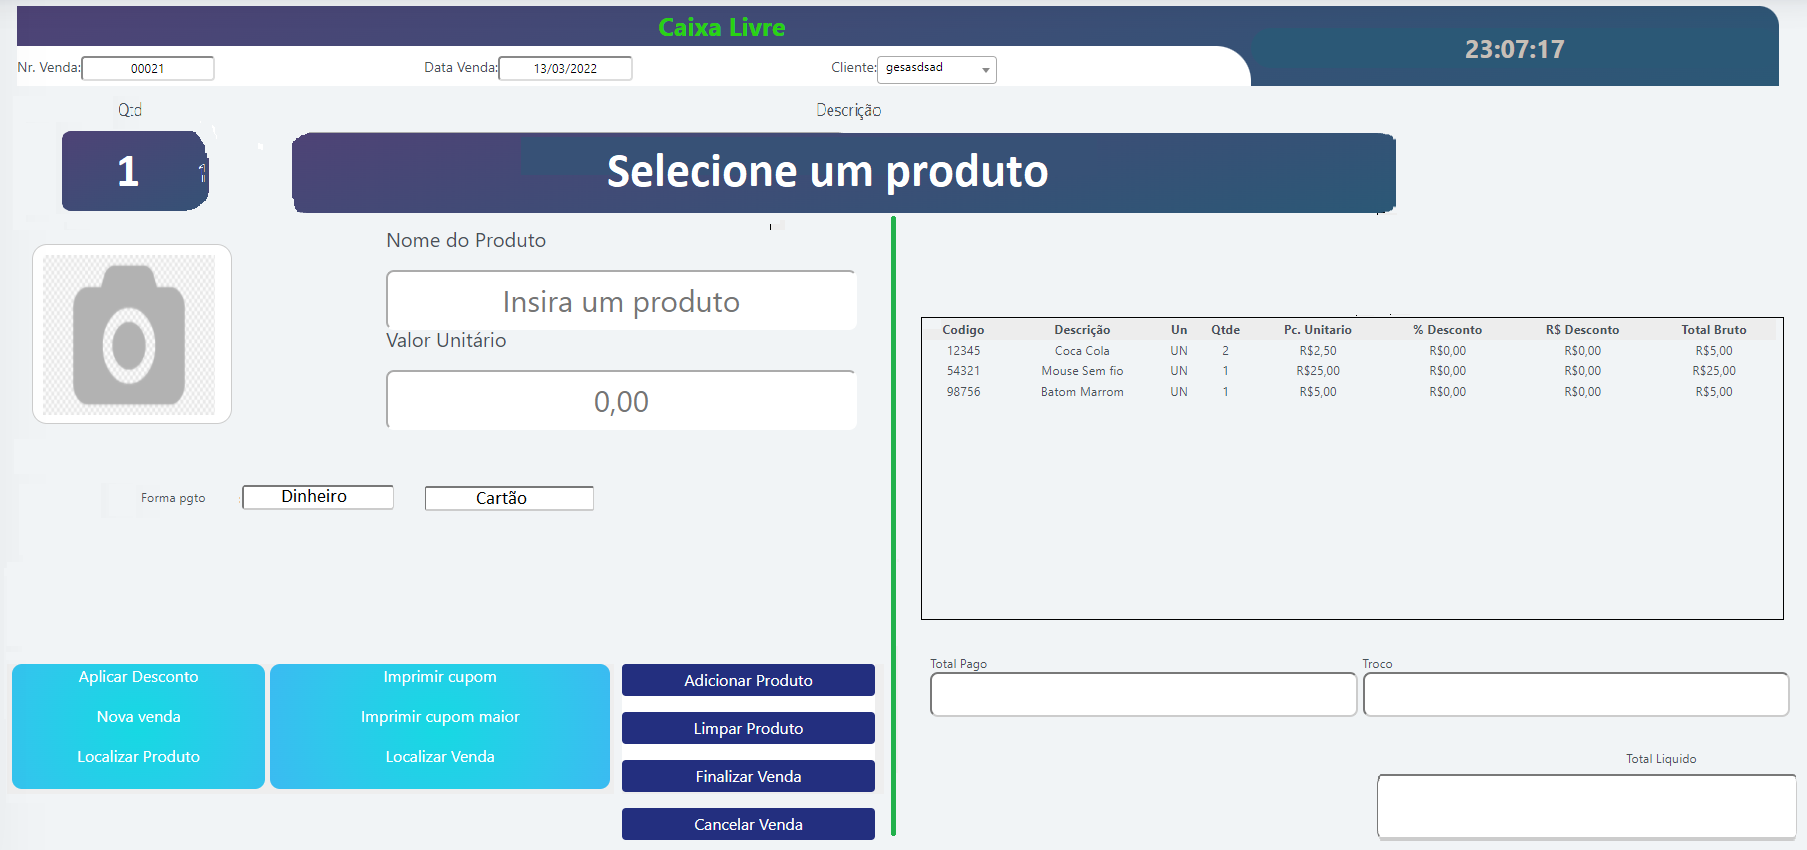 Caixa Livre
23:07:17
Nr. Venda: 00021 Data Venda: 13/03/2022 Cliente: gesasdsad
Qtd Descrição
1 Selecione um produto
Nome do Produto
Insira um produto
Valor Unitário
0,00
Forma pgto Dinheiro Cartão
Codigo Descrição Un Qtde Pc. Unitario % Desconto R$ Desconto Total Bruto
12345 Coca Cola UN 2 R$2,50 R$0,00 R$0,00 R$5,00
54321 Mouse Sem fio UN 1 R$25,00 R$0,00 R$0,00 R$25,00
98756 Batom Marrom UN 1 R$5,00 R$0,00 R$0,00 R$5,00
Aplicar Desconto
Nova venda
Localizar Produto
Imprimir cupom
Imprimir cupom maior
Localizar Venda
Adicionar Produto
Limpar Produto
Finalizar Venda
Cancelar Venda
Total Pago Troco
Total Liquido